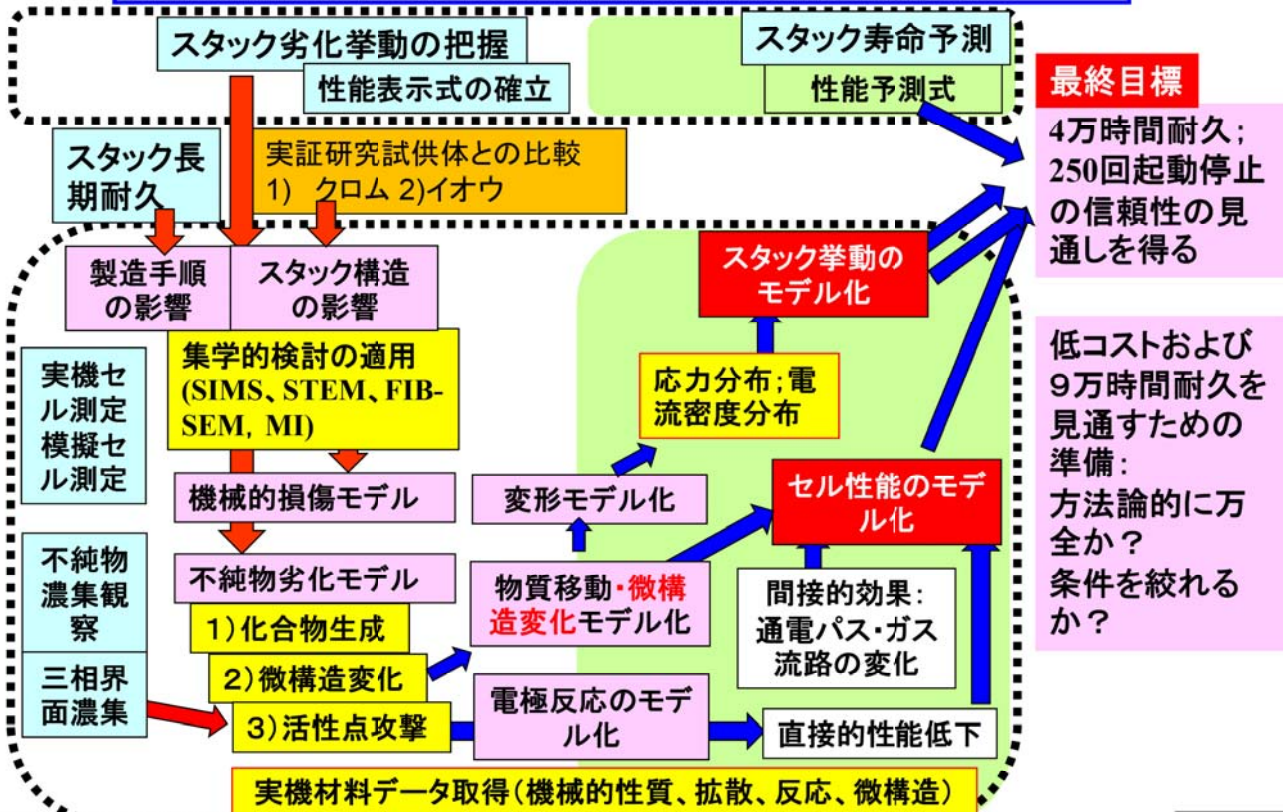 スタック劣化挙動の把握
性能表示式の確立
スタック寿命予測
性能予測式
最終目標
4万時間耐久；
250回起動停止
の信頼性の見
通しを得る
スタック長
期耐久
実証研究試供体との比較
1)　クロム 2)イオウ
製造手順
の影響
スタック構造
の影響
スタック挙動の
モデル化
集学的検討の適用
(SIMS、STEM、FIB-
SEM, MI)
実機セ
ル測定
模擬セ
ル測定
応力分布；電
流密度分布
低コストおよび
9万時間耐久を
見通すための
準備：
方法論的に万
全か？
条件を絞れる
か？
機械的損傷モデル
変形モデル化
セル性能のモデ
ル化
不純物
濃集観
察
不純物劣化モデル
物質移動・微構
造変化モデル化
間接的効果：
通電パス・ガス
流路の変化
1)化合物生成
2)微構造変化
3)活性点攻撃
三相界
面濃集
電極反応のモデ
ル化
直接的性能低下
実機材料データ取得(機械的性質、拡散、反応、微構造)